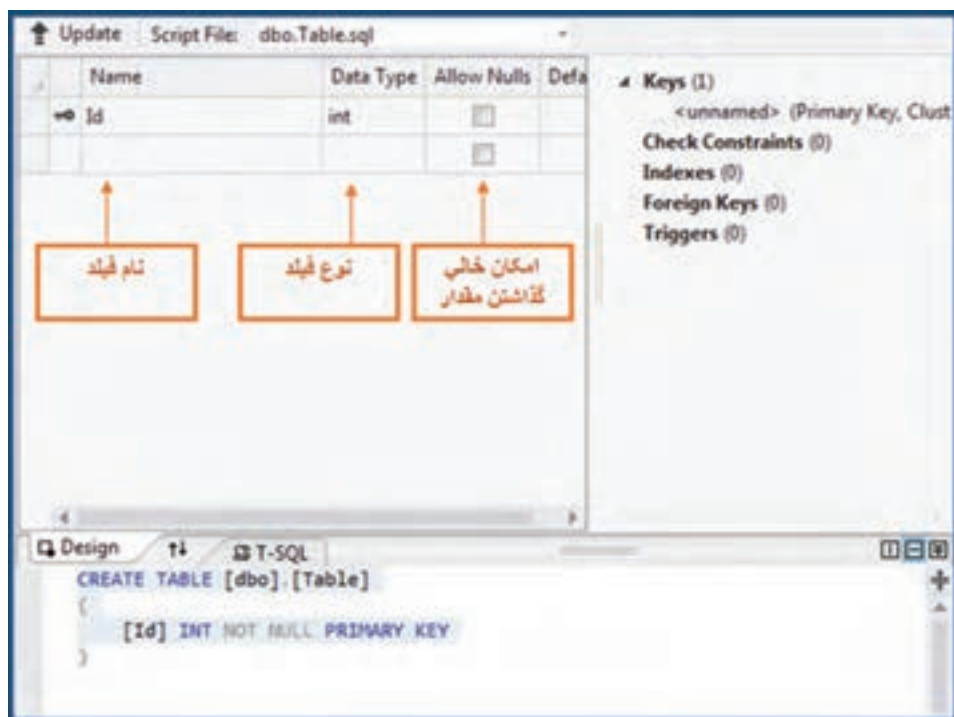 Update Script File: dbo.Table.sql
Name Data Type Allow Nulls Defa
Id int
نام فیلد
نوع فیلد
امکان خالی
گذاشتن مقدار
Keys (1)
<unnamed> (Primary Key, Clust
Check Constraints (0)
Indexes (0)
Foreign Keys (0)
Triggers (0)
Design T-SQL
CREATE TABLE [dbo].[Table]
(
[Id] INT NOT NULL PRIMARY KEY
)